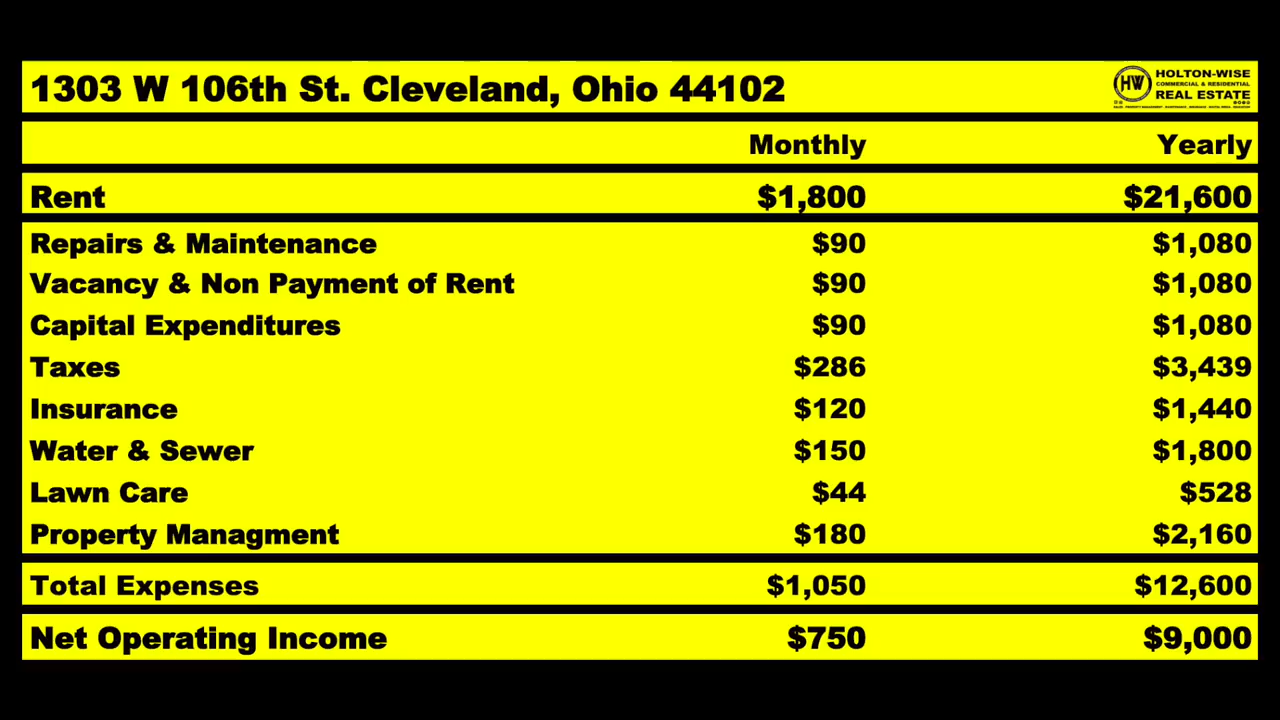 1303 W 106th St. Cleveland, Ohio 44102
HW
HOLTON-WISE
COMMERCIAL & RESIDENTIAL
REAL ESTATE
Monthly Yearly
Rent $1,800 $21,600
Repairs & Maintenance $90 $1,080
Vacancy & Non Payment of Rent $90 $1,080
Capital Expenditures $90 $1,080
Taxes $286 $3,439
Insurance $120 $1,440
Water & Sewer $150 $1,800
Lawn Care $44 $528
Property Managment $180 $2,160
Total Expenses $1,050 $12,600
Net Operating Income $750 $9,000